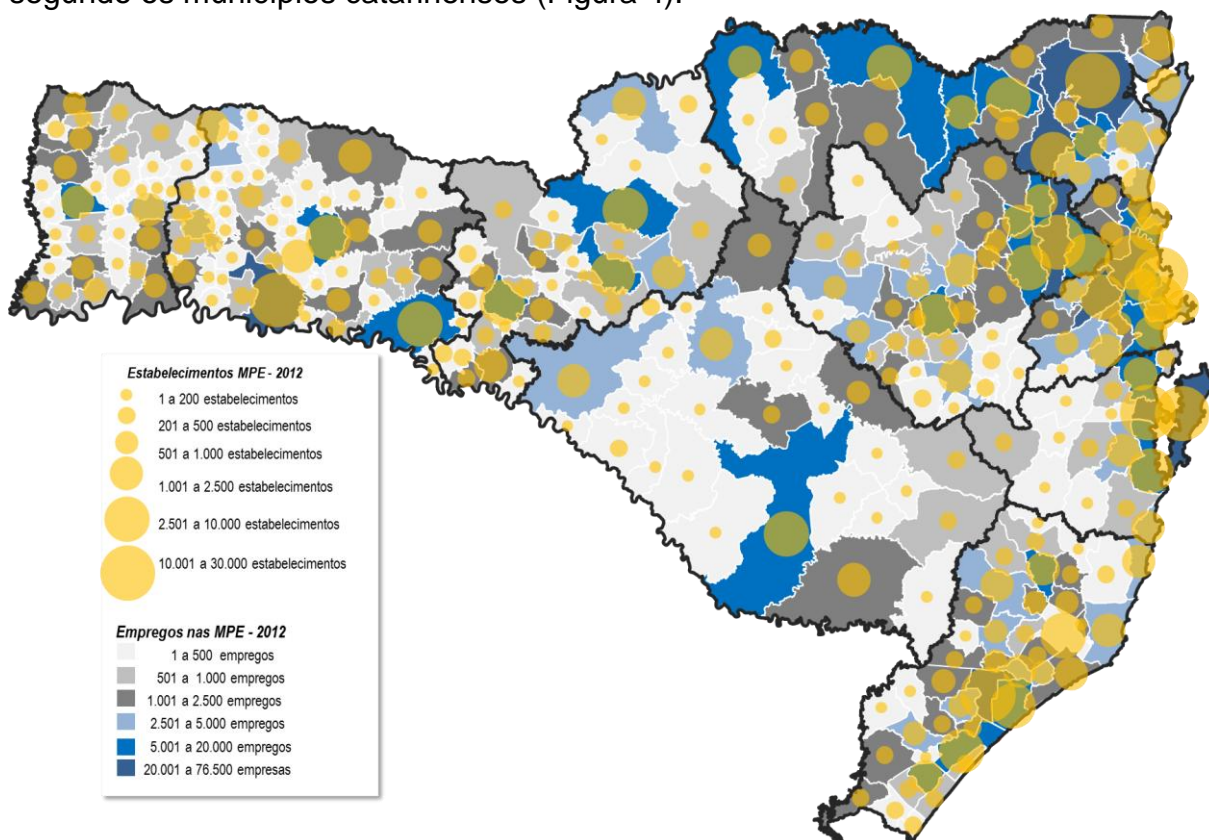 segundo os municípios catarinenses (Figura 4).
Estabelecimentos MPE - 2012
1 a 200 estabelecimentos
201 a 500 estabelecimentos
501 a 1.000 estabelecimentos
1.001 a 2.500 estabelecimentos
2.501 a 10.000 estabelecimentos
10.001 a 30.000 estabelecimentos
Empregos nas MPE - 2012
1 a 500 empregos
501 a 1.000 empregos
1.001 a 2.500 empregos
2.501 a 5.000 empregos
5.001 a 20.000 empregos
20.001 a 76.500 empresas